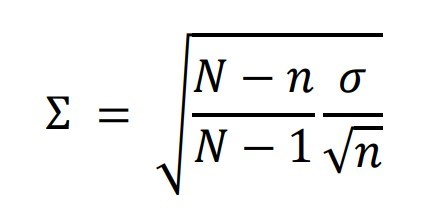 Σ = √((N − n)/(N − 1) σ/√n)